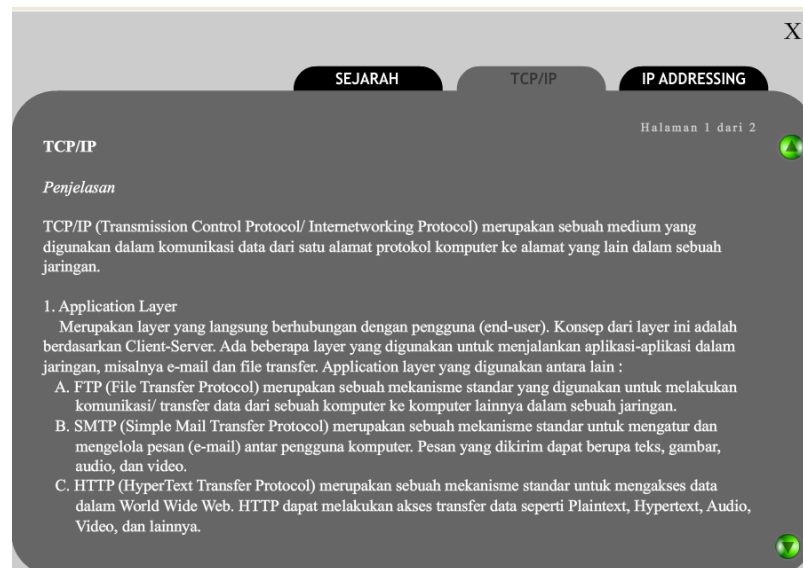 X
SEJARAH
TCP/IP
IP ADDRESSING
Halaman 1 dari 2
TCP/IP
Penjelasan
TCP/IP (Transmission Control Protocol/ Internetworking Protocol) merupakan sebuah medium yang
digunakan dalam komunikasi data dari satu alamat protokol komputer ke alamat yang lain dalam sebuah
jaringan.
1. Application Layer
Merupakan layer yang langsung berhubungan dengan pengguna (end-user). Konsep dari layer ini adalah
berdasarkan Client-Server. Ada beberapa layer yang digunakan untuk menjalankan aplikasi-aplikasi dalam
jaringan, misalnya e-mail dan file transfer. Application layer yang digunakan antara lain :
A. FTP (File Transfer Protocol) merupakan sebuah mekanisme standar yang digunakan untuk melakukan
komunikasi/ transfer data dari sebuah komputer ke komputer lainnya dalam sebuah jaringan.
B. SMTP (Simple Mail Transfer Protocol) merupakan sebuah mekanisme standar untuk mengatur dan
mengelola pesan (e-mail) antar pengguna komputer. Pesan yang dikirim dapat berupa teks, gambar,
audio, dan video.
C. HTTP (HyperText Transfer Protocol) merupakan sebuah mekanisme standar untuk mengakses data
dalam World Wide Web. HTTP dapat melakukan akses transfer data seperti Plaintext, Hypertext, Audio,
Video, dan lainnya.